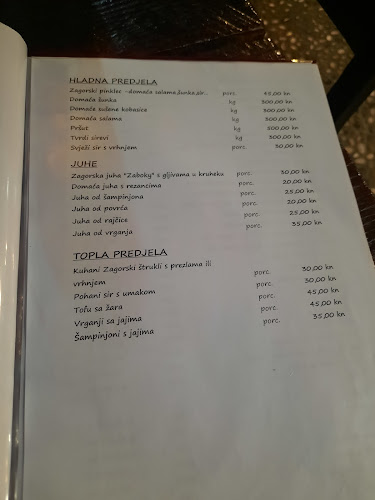 HLADNA PREDJELA
Zagorski pinklec -domaća salama,šunka,sir.. porc. 45,00 kn
Domaća šunka kg 300,00 kn
Domaće sušene kobasice kg 300,00 kn
Domaća salama kg 300,00 kn
Pršut kg 300,00 kn
Tvrdi sirevi kg 300,00 kn
Svježi sir s vrhnjem porc. 30,00 kn
JUHE
Zagorska juha "Zaboky" s gljivama u kruheku porc. 30,00 kn
Domaća juha s rezancima porc. 20,00 kn
Juha od šampinjona porc. 25,00 kn
Juha od povrća porc. 20,00 kn
Juha od rajčice porc. 25,00 kn
Juha od vrganja porc. 35,00 kn
TOPLA PREDJELA
Kuhani Zagorski štrukli s prezlama ili
vrhnjem porc. 30,00 kn
Pohani sir s umakom porc. 30,00 kn
Tofu sa žara porc. 45,00 kn
Vrganji sa jajima porc. 45,00 kn
Šampinjoni s jajima porc. 35,00 kn